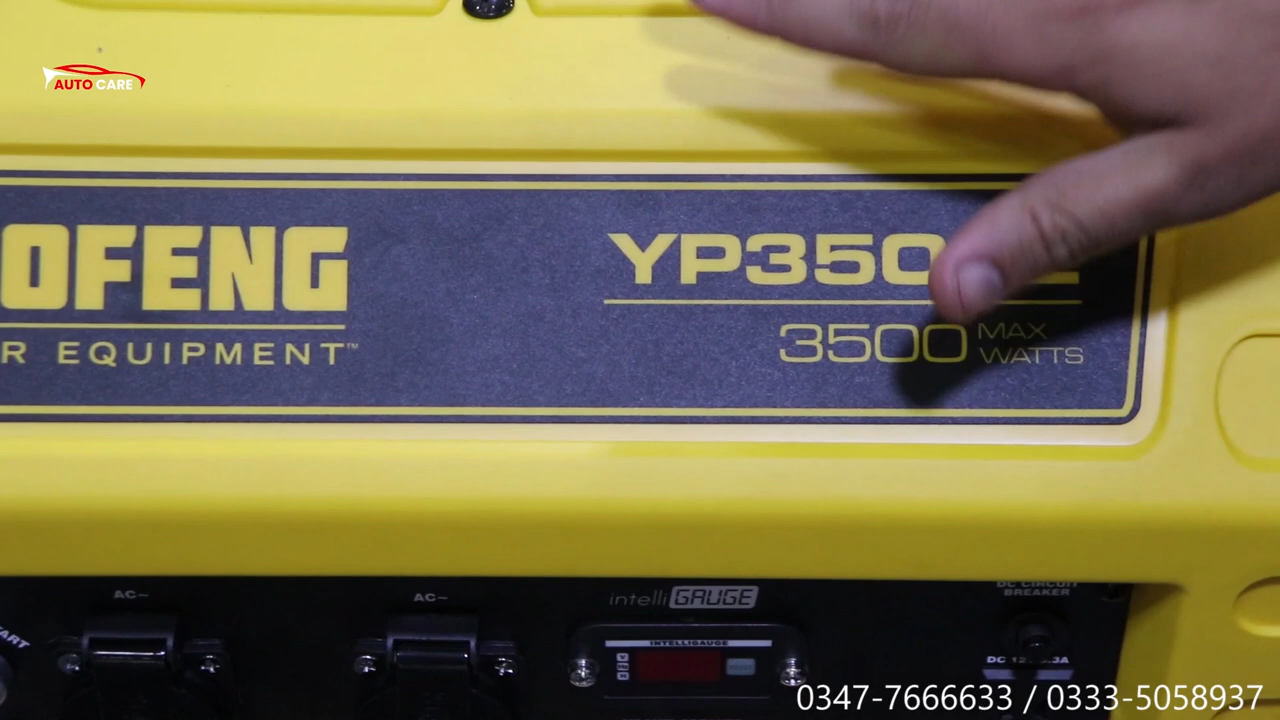 AUTO CARE
OFENG
R EQUIPMENT™
YP350
3500 MAX WATTS
AC~
AC~
intelliGAUGE
DC CIRCUIT
BREAKER
INTELLIGAUGE
0347-7666633 / 0333-5058937